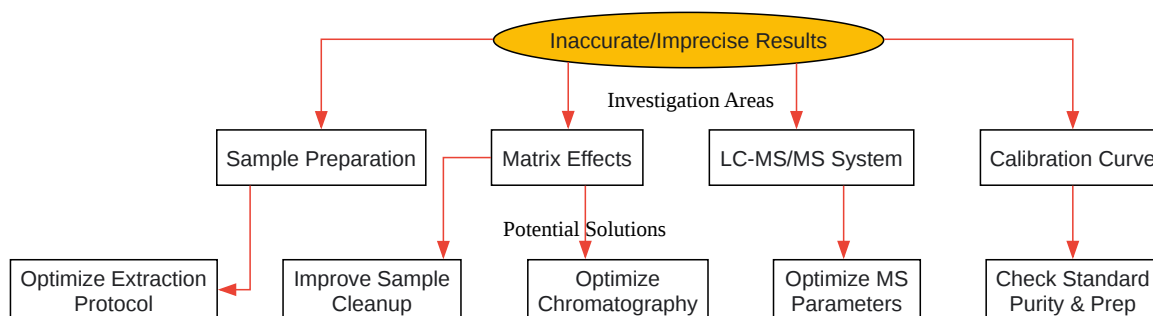 Inaccurate/Imprecise Results
Investigation Areas
Sample Preparation
Matrix Effects
LC-MS/MS System
Calibration Curve
Potential Solutions
Optimize Extraction
Protocol
Improve Sample
Cleanup
Optimize
Chromatography
Optimize MS
Parameters
Check Standard
Purity & Prep